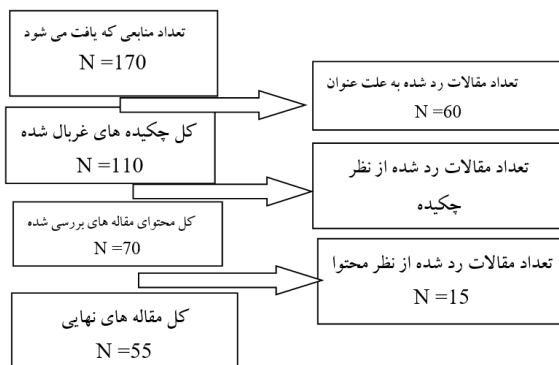 تعداد منابعی که یافت می شود
N =170
تعداد مقالات رد شده به علت عنوان
N =60
کل چکیده های غربال شده
N =110
تعداد مقالات رد شده از نظر
چکیده
کل محتوای مقاله های بررسی شده
N =70
تعداد مقالات رد شده از نظر محتوا
N =15
کل مقاله های نهایی
N =55